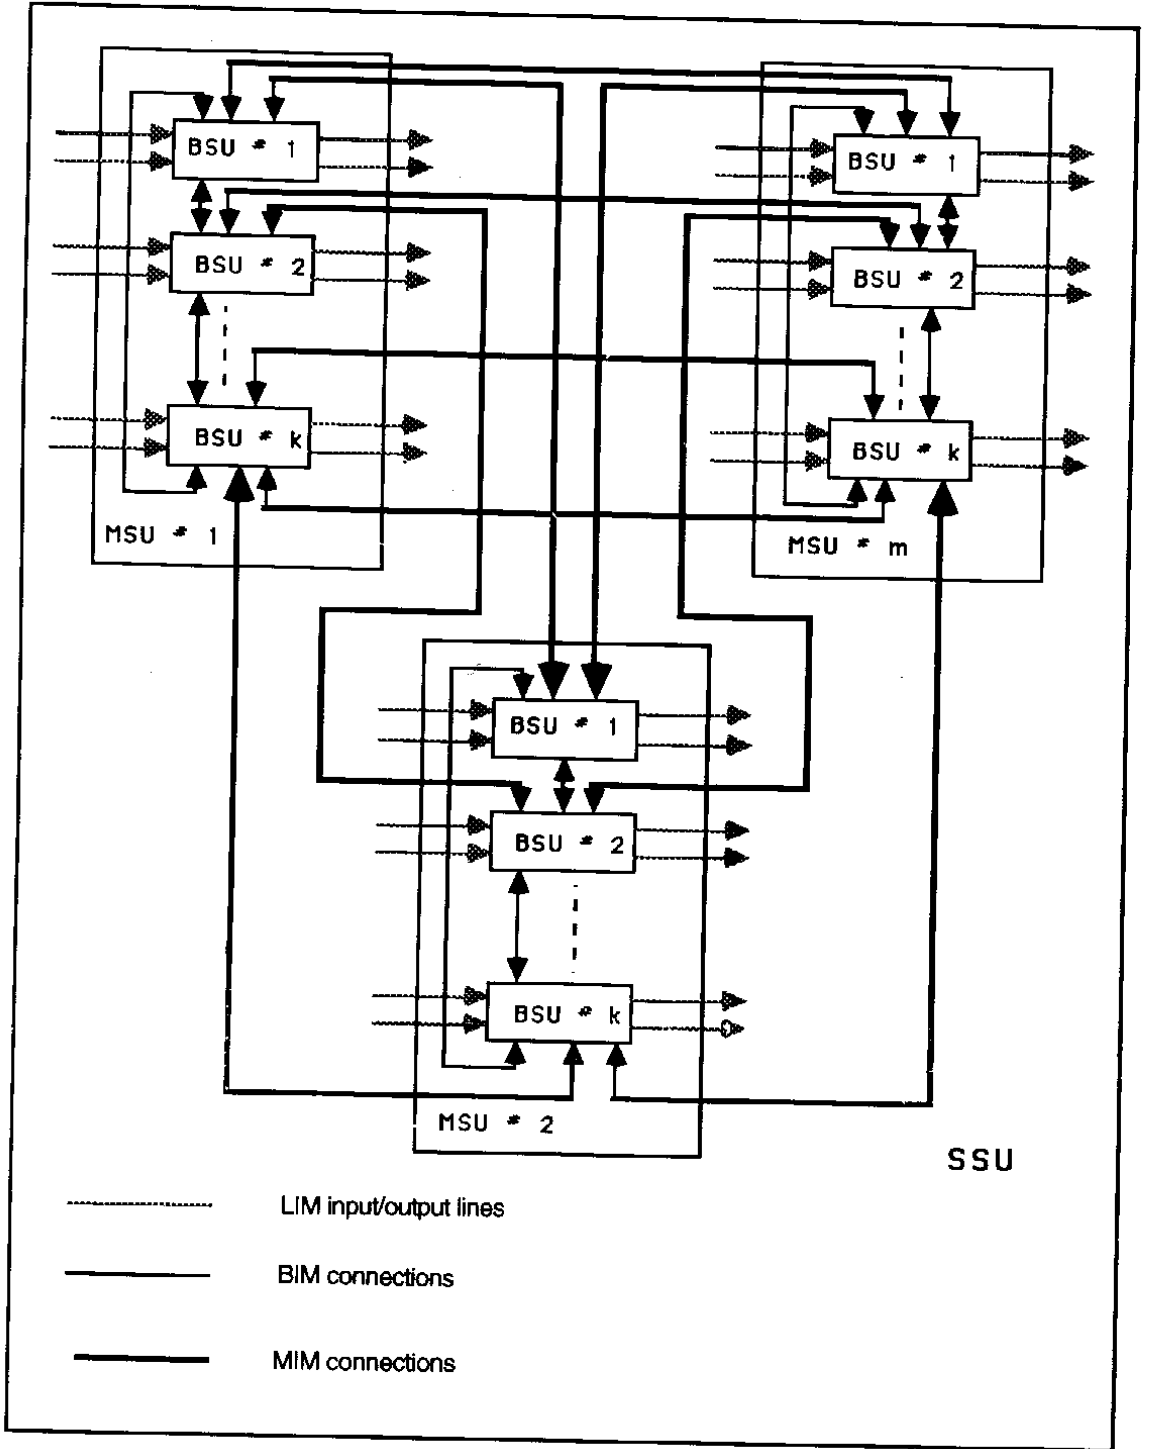 BSU # 1
BSU # 2
BSU # k
MSU # 1
BSU # 1
BSU # 2
BSU # k
MSU # m
BSU # 1
BSU # 2
BSU # k
MSU # 2
SSU
LIM input/output lines
BIM connections
MIM connections